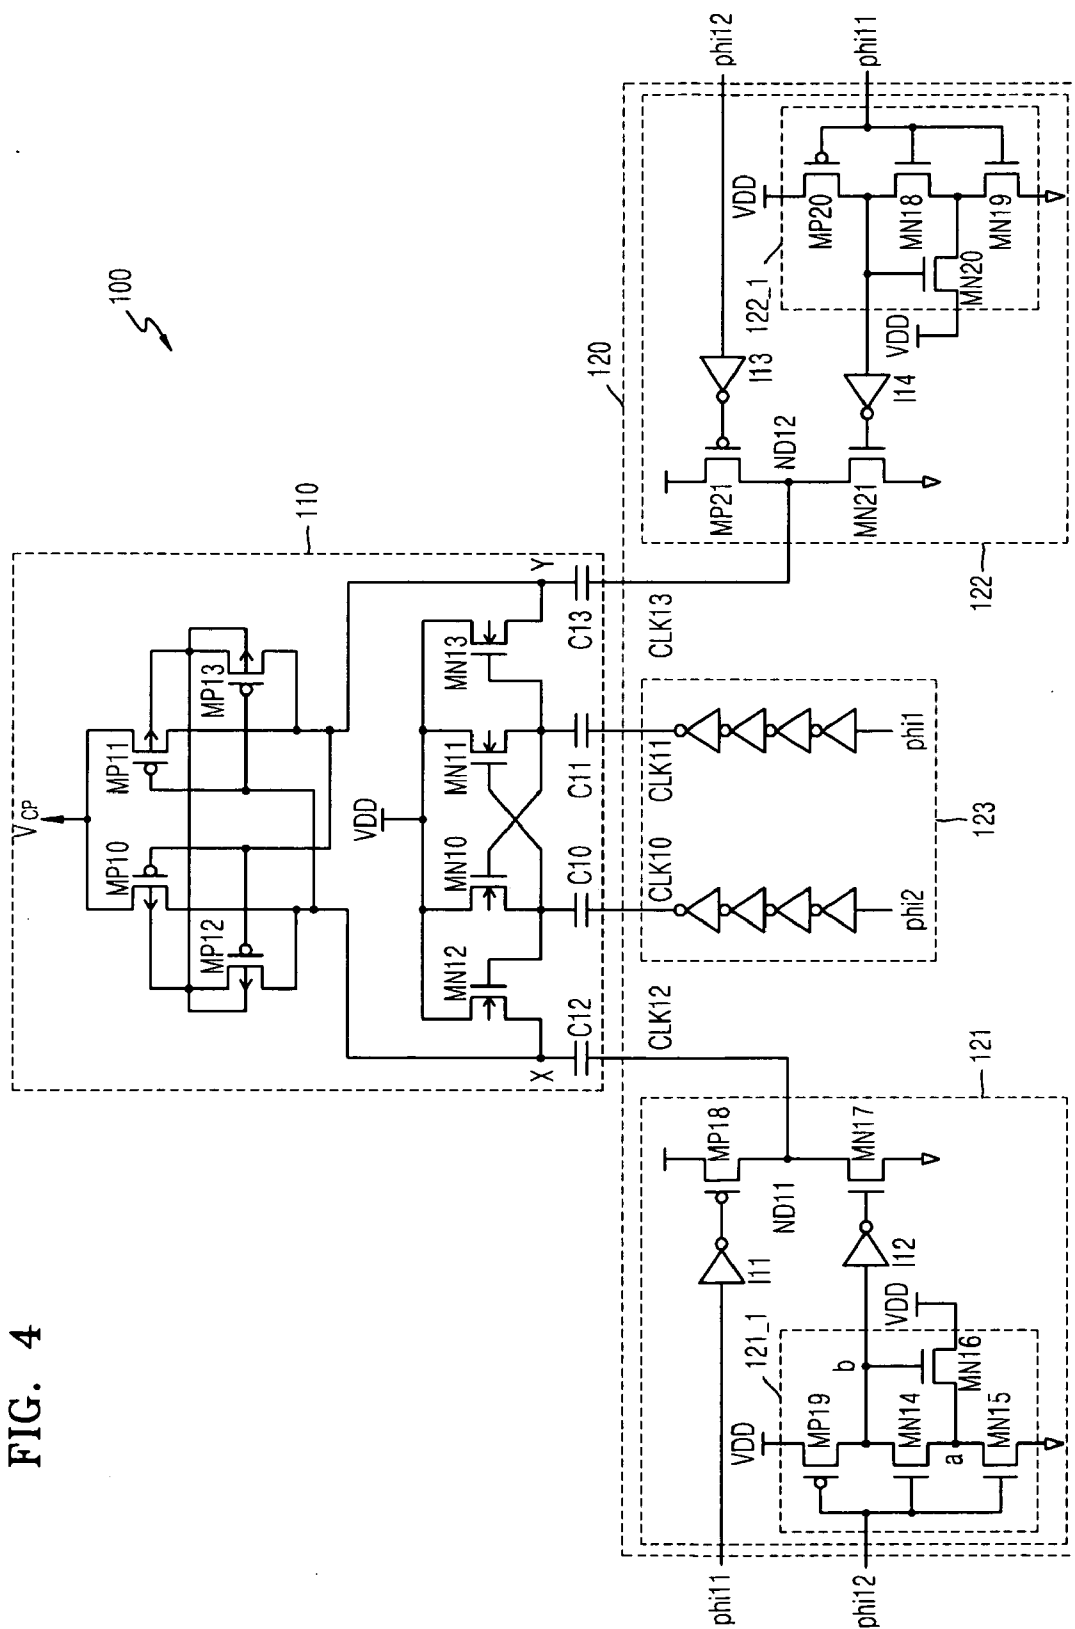 FIG. 4
100
110
V_CP
MP10
MP11
MP12
MP13
VDD
MN12
MN10
MN11
MN13
X
Y
C12
C10
C11
C13
120
CLK12
CLK10
CLK11
CLK13
phi2
phi1
123
121
phi11
I11
MP18
ND11
MN17
I12
121_1
VDD
MP19
b
MN14
VDD
a
MN16
MN15
phi12
122
phi12
I13
MP21
ND12
MN21
I14
122_1
VDD
MP20
MN18
VDD
MN20
MN19
phi11